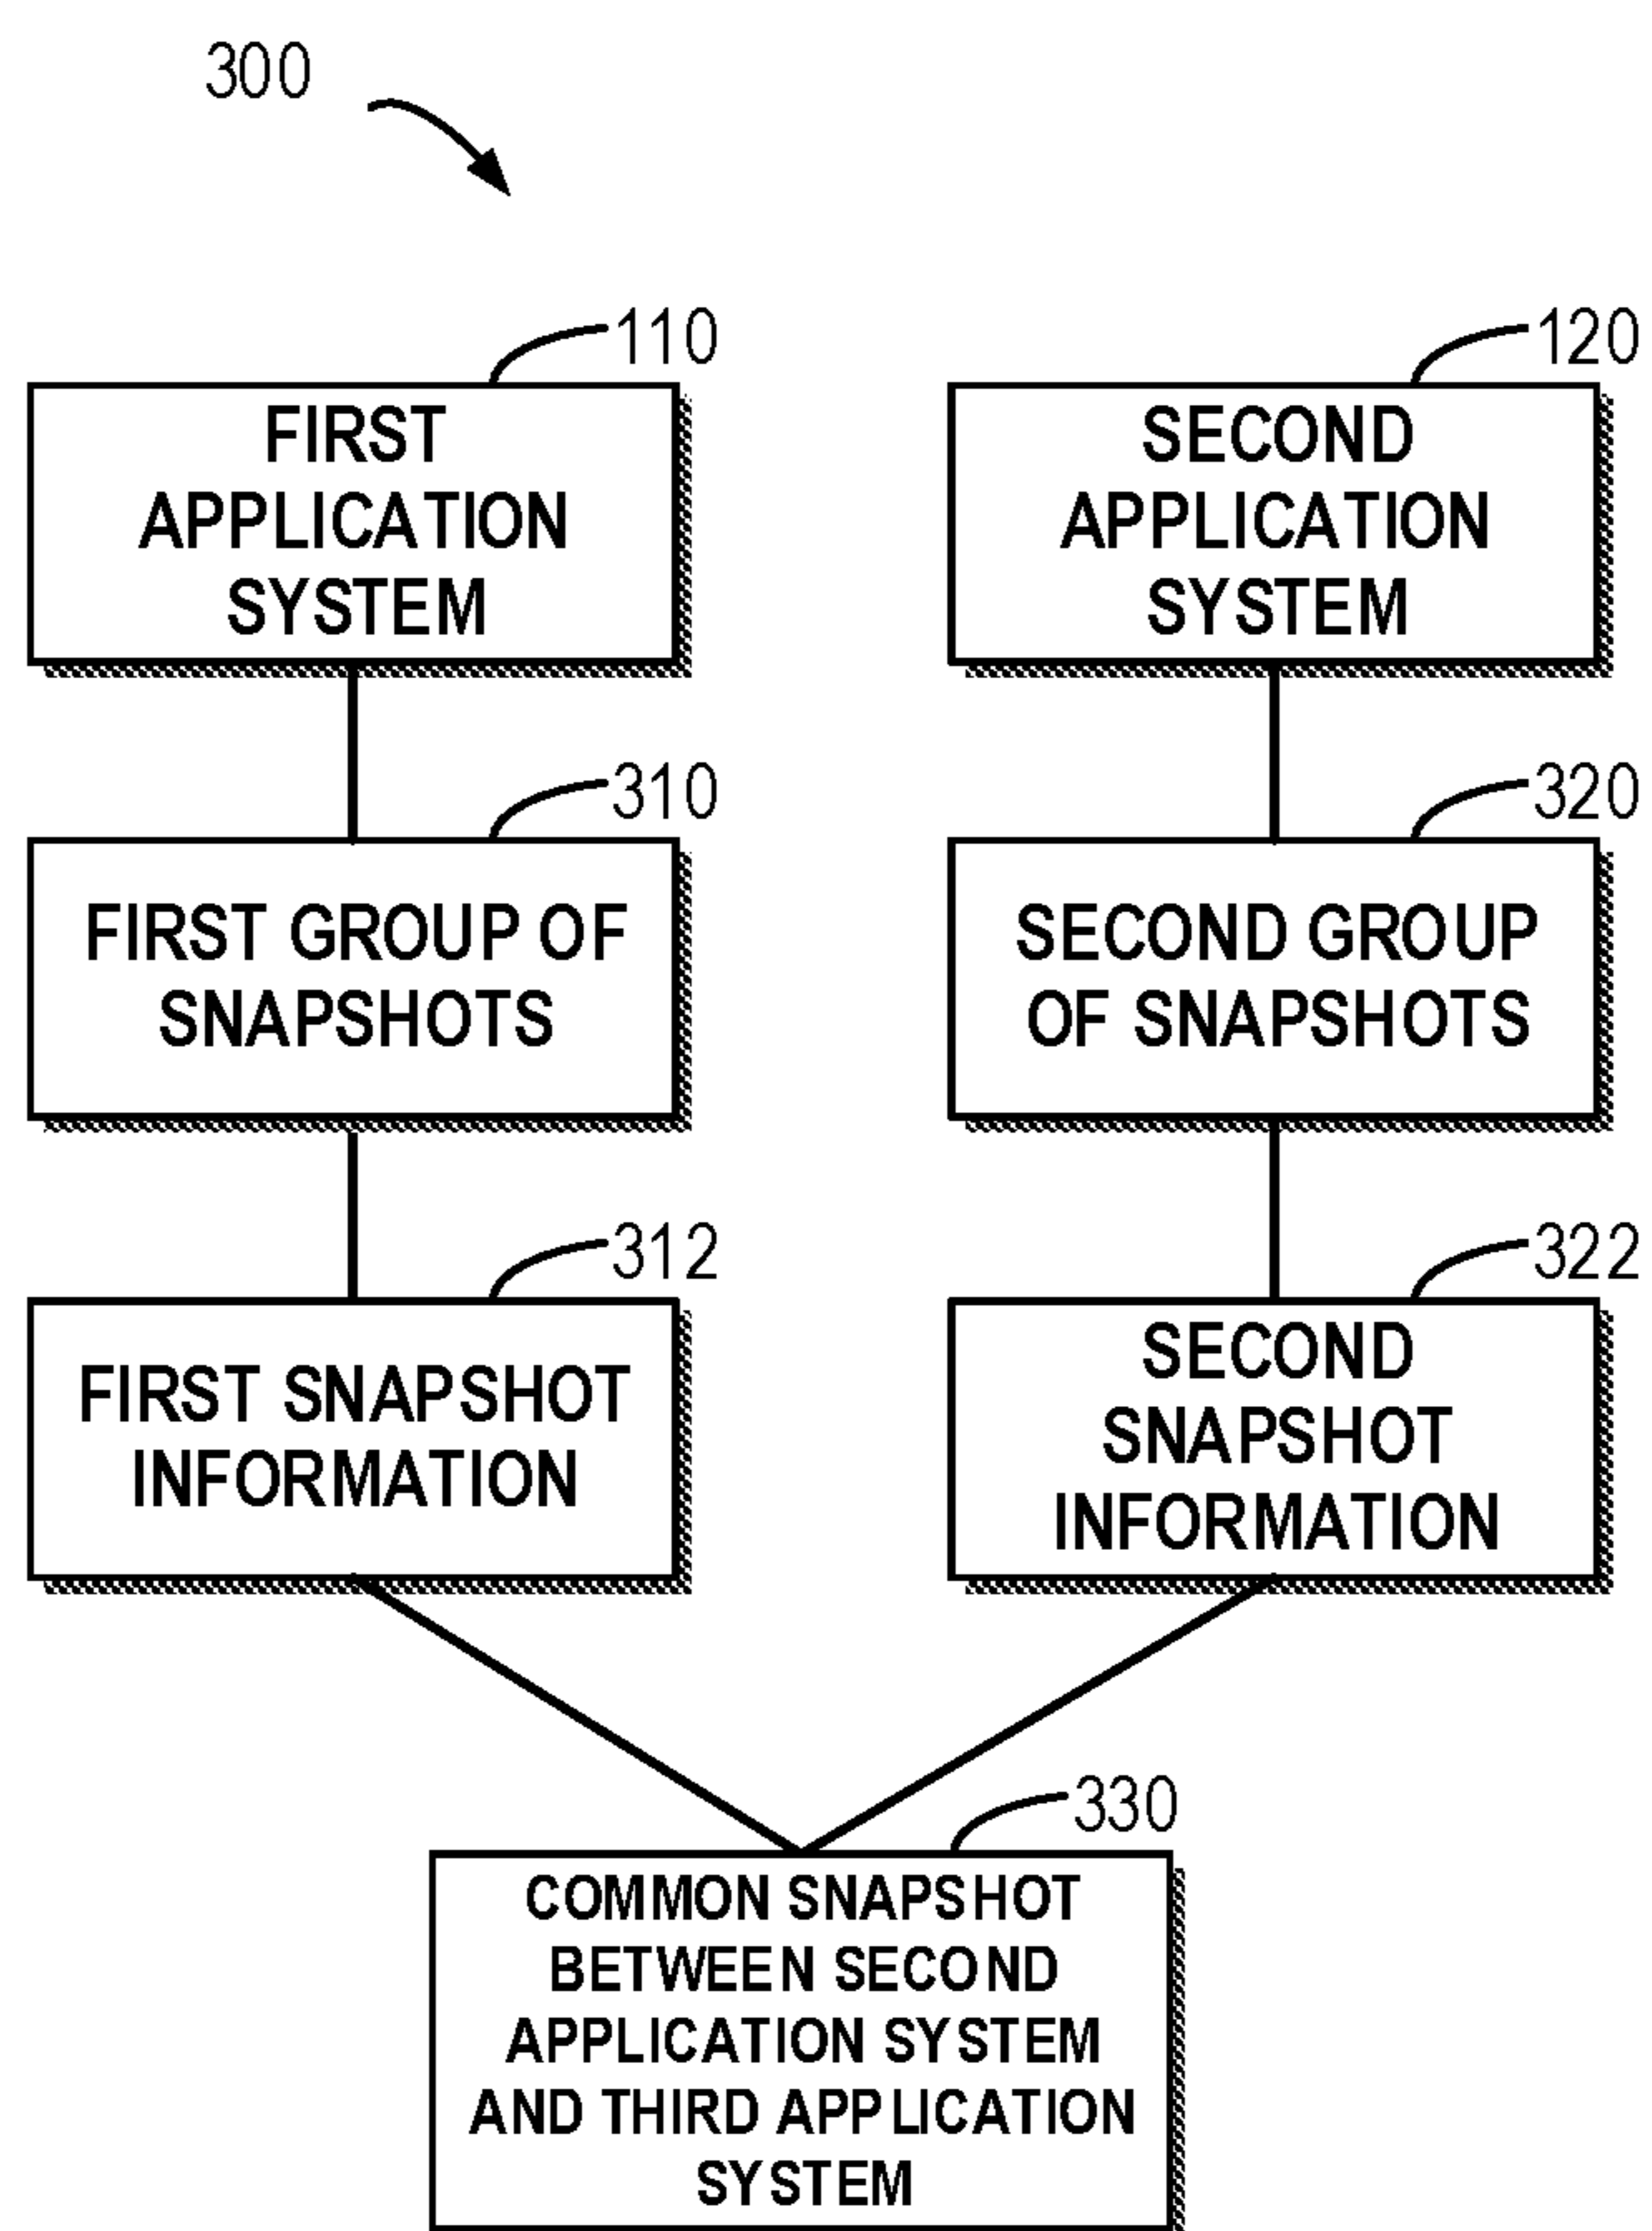 300
110
FIRST
APPLICATION
SYSTEM
120
SECOND
APPLICATION
SYSTEM
310
FIRST GROUP OF
SNAPSHOTS
320
SECOND GROUP
OF SNAPSHOTS
312
FIRST SNAPSHOT
INFORMATION
322
SECOND
SNAPSHOT
INFORMATION
330
COMMON SNAPSHOT
BETWEEN SECOND
APPLICATION SYSTEM
AND THIRD APPLICATION
SYSTEM